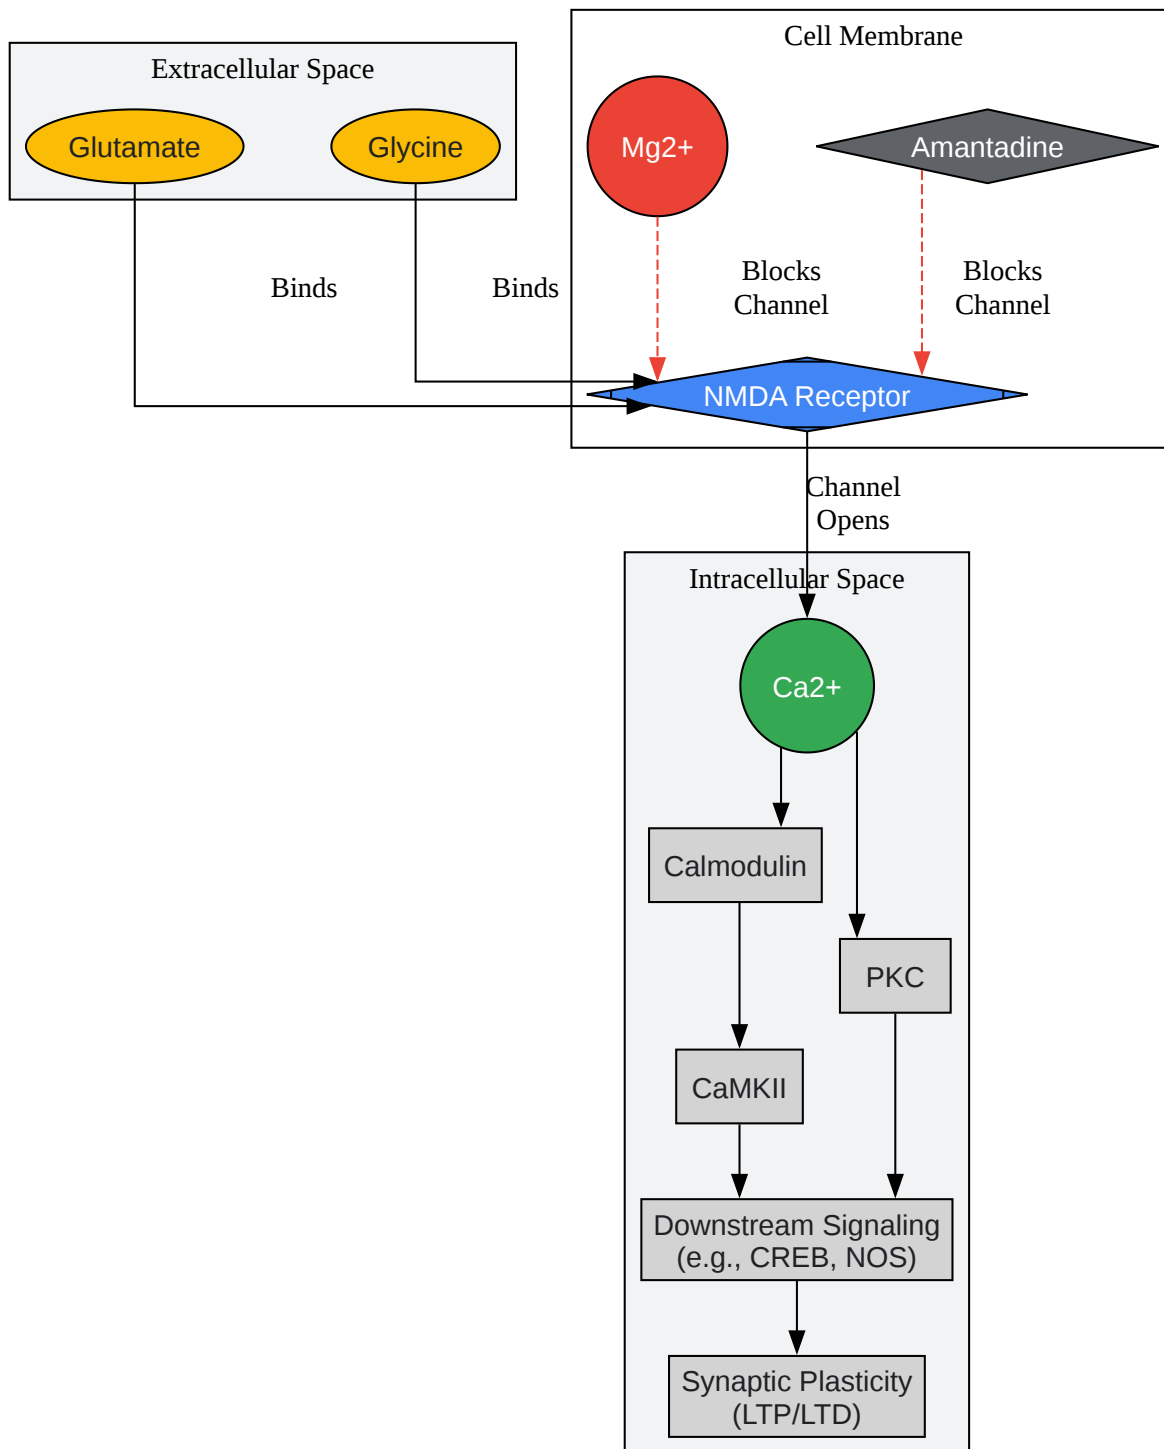 Cell Membrane
Extracellular Space
Glutamate
Glycine
Mg2+
Amantadine
Binds
Binds
Blocks
Channel
Blocks
Channel
NMDA Receptor
Channel
Opens
Intracellular Space
Ca2+
Calmodulin
PKC
CaMKII
Downstream Signaling
(e.g., CREB, NOS)
Synaptic Plasticity
(LTP/LTD)